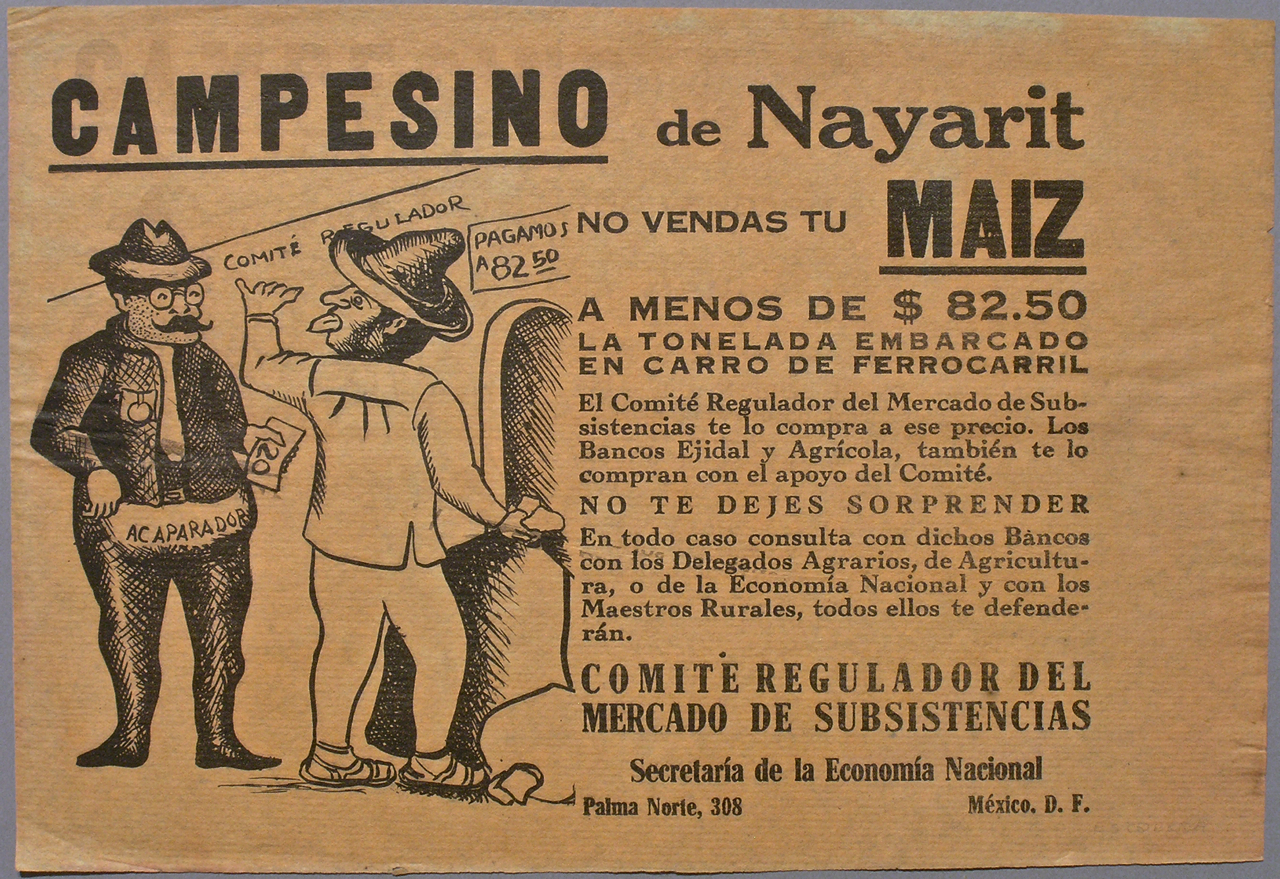 CAMPESINO de Nayarit
COMITÉ REGULADOR
PAGAMOS
A 82 50
120
ACAPARADOR
NO VENDAS TU MAIZ
A MENOS DE $ 82.50
LA TONELADA EMBARCADO
EN CARRO DE FERROCARRIL
El Comité Regulador del Mercado de Sub-
sistencias te lo compra a ese precio. Los
Bancos Ejidal y Agrícola, también te lo
compran con el apoyo del Comité.
NO TE DEJES SORPRENDER
En todo caso consulta con dichos Bancos
con los Delegados Agrarios, de Agricultu-
ra, o de la Economía Nacional y con los
Maestros Rurales, todos ellos te defende-
rán.
COMITÉ REGULADOR DEL
MERCADO DE SUBSISTENCIAS
Secretaría de la Economía Nacional
Palma Norte, 308 México. D. F.